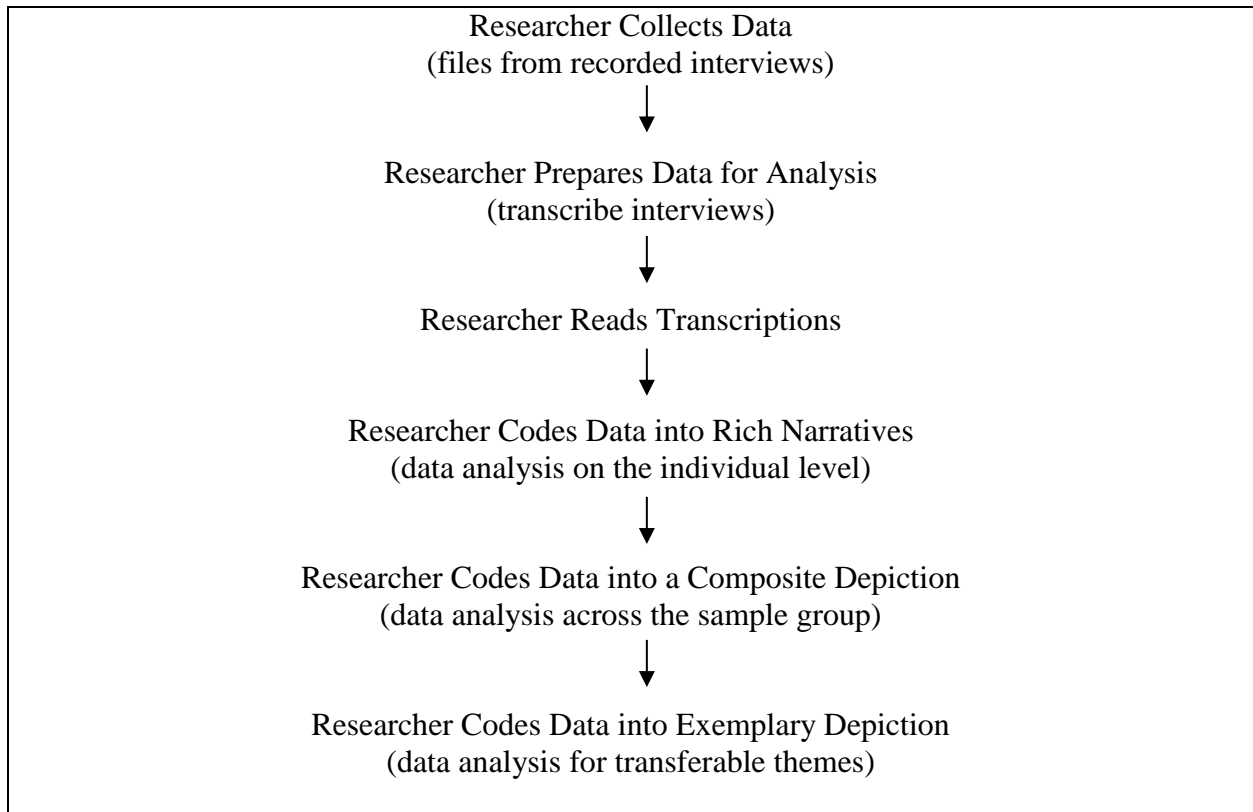 Researcher Collects Data
(files from recorded interviews)
Researcher Prepares Data for Analysis
(transcribe interviews)
Researcher Reads Transcriptions
Researcher Codes Data into Rich Narratives
(data analysis on the individual level)
Researcher Codes Data into a Composite Depiction
(data analysis across the sample group)
Researcher Codes Data into Exemplary Depiction
(data analysis for transferable themes)